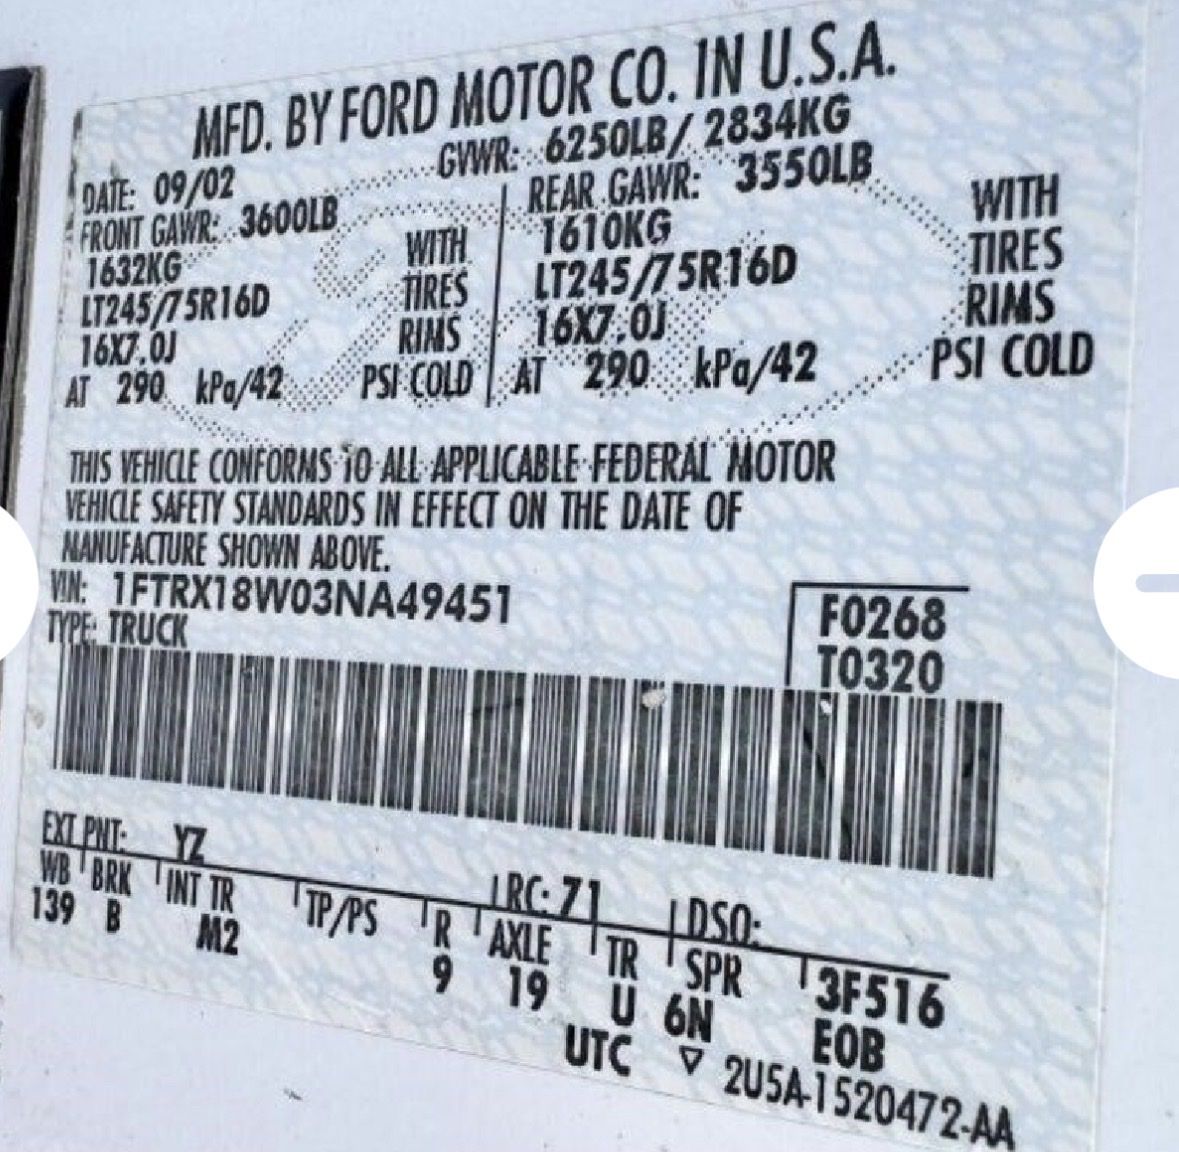 MFD. BY FORD MOTOR CO. IN U.S.A.
DATE: 09/02 GVWR: 6250LB/ 2834KG
FRONT GAWR: 3600LB REAR GAWR: 3550LB
1632KG WITH 1610KG WITH
LT245/75R16D TIRES LT245/75R16D TIRES
16X7.0J RIMS 16X7.0J RIMS
AT 290 kPa/42 PSI COLD AT 290 kPa/42 PSI COLD
THIS VEHICLE CONFORMS TO ALL APPLICABLE FEDERAL MOTOR
VEHICLE SAFETY STANDARDS IN EFFECT ON THE DATE OF
MANUFACTURE SHOWN ABOVE.
VIN: 1FTRX18W03NA49451 F0268
TYPE: TRUCK T0320
EXT PNT: YZ RC: 71 DSO:
WB BRK INT TR TP/PS R AXLE TR SPR 3F516
139 B M2 9 19 U 6N EOB
UTC ▽ 2U5A-1520472-AA